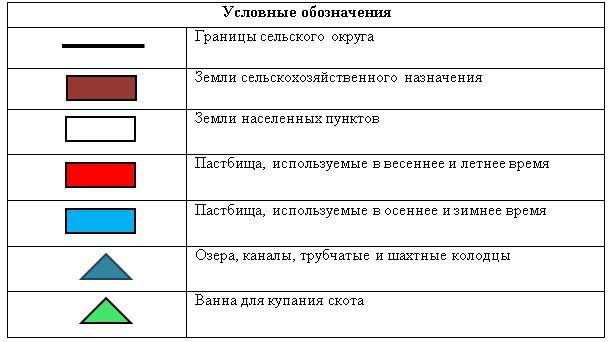 Условные обозначения
Границы сельского округа
Земли сельскохозяйственного назначения
Земли населенных пунктов
Пастбища, используемые в весеннее и летнее время
Пастбища, используемые в осеннее и зимнее время
Озера, каналы, трубчатые и шахтные колодцы
Ванна для купания скота